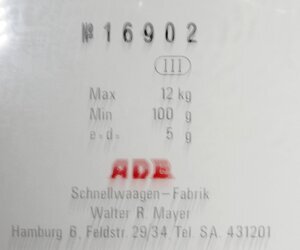 № 16902
III
Max 12 kg
Min 100 g
e=d= 5 g
ADE
Schnellwaagen-Fabrik
Walter R. Mayer
Hamburg 6. Feldstr. 29/34 Tel. SA. 431201